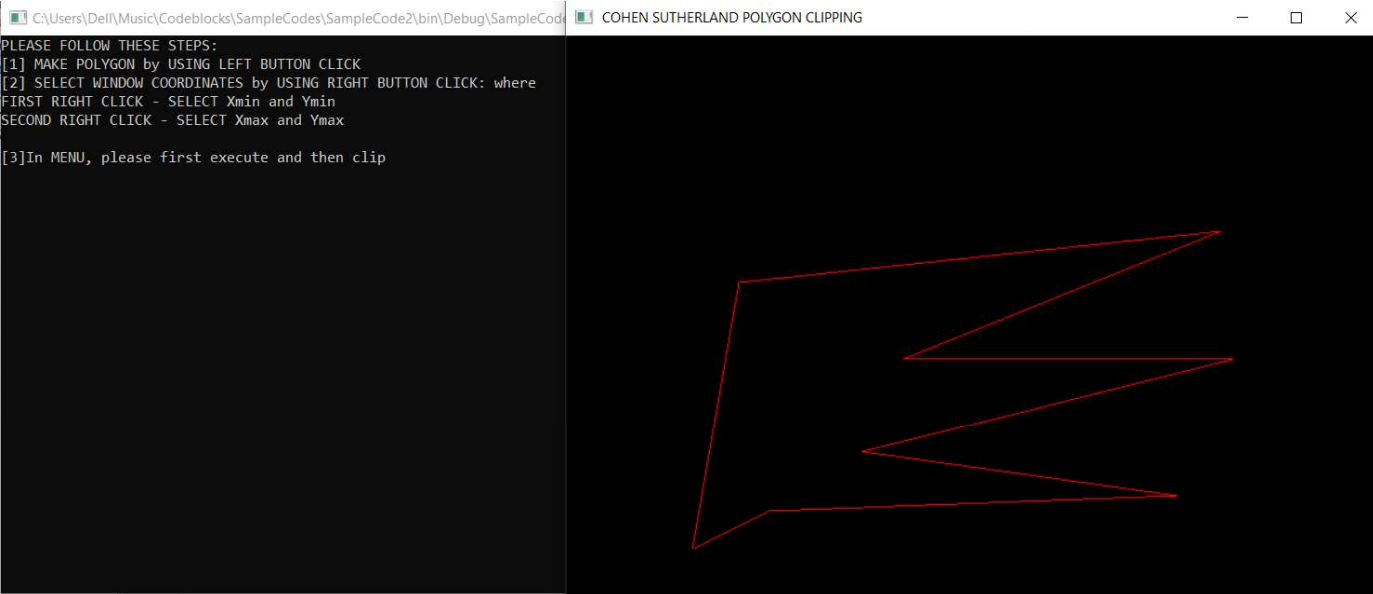 C:\Users\Dell\Music\Codeblocks\SampleCodes\SampleCode2\bin\Debug\SampleCode
COHEN SUTHERLAND POLYGON CLIPPING
PLEASE FOLLOW THESE STEPS:
[1] MAKE POLYGON by USING LEFT BUTTON CLICK
[2] SELECT WINDOW COORDINATES by USING RIGHT BUTTON CLICK: where
FIRST RIGHT CLICK - SELECT Xmin and Ymin
SECOND RIGHT CLICK - SELECT Xmax and Ymax
[3]In MENU, please first execute and then clip